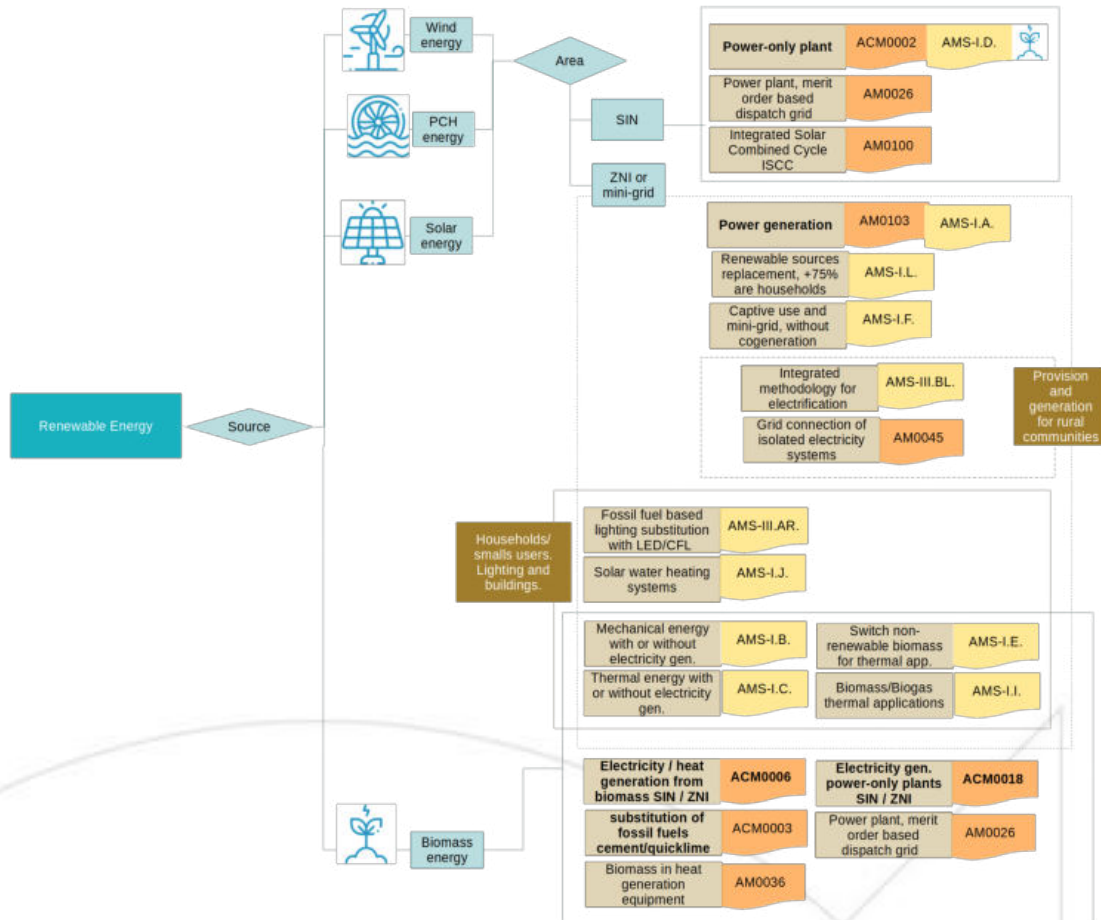 Wind
energy
PCH
energy
Solar
energy
Area
SIN
ZNI or
mini-grid
Power-only plant
ACM0002
AMS-I.D.
Power plant, merit
order based
dispatch grid
AM0026
Integrated Solar
Combined Cycle
ISCC
AM0100
Power generation
AM0103
AMS-I.A.
Renewable sources
replacement, +75%
are households
AMS-I.L.
Captive use and
mini-grid, without
cogeneration
AMS-I.F.
Integrated
methodology for
electrification
AMS-III.BL.
Grid connection of
isolated electricity
systems
AM0045
Provision
and
generation
for rural
communities
Renewable Energy
Source
Households/
smalls users.
Lighting and
buildings.
Fossil fuel based
lighting substitution
with LED/CFL
AMS-III.AR.
Solar water heating
systems
AMS-I.J.
Mechanical energy
with or without
electricity gen.
AMS-I.B.
Switch non-
renewable biomass
for thermal app.
AMS-I.E.
Thermal energy with
or without electricity
gen.
AMS-I.C.
Biomass/Biogas
thermal applications
AMS-I.I.
Biomass
energy
Electricity / heat
generation from
biomass SIN / ZNI
ACM0006
Electricity gen.
power-only plants
SIN / ZNI
ACM0018
substitution of
fossil fuels
cement/quicklime
ACM0003
Power plant, merit
order based
dispatch grid
AM0026
Biomass in heat
generation
equipment
AM0036